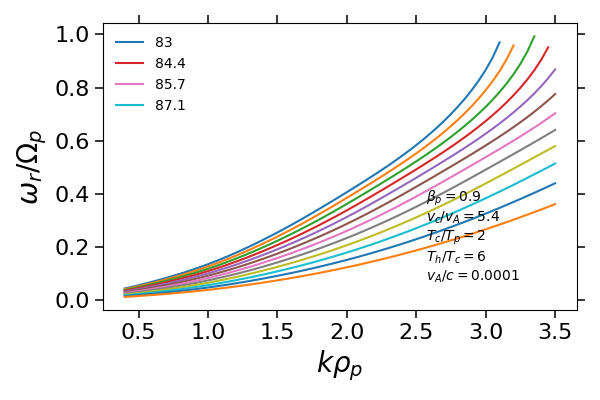 83
84.4
85.7
87.1
β_p = 0.9
v_c/v_A = 5.4
T_c/T_p = 2
T_h/T_c = 6
v_A/c = 0.0001
ω_r/Ω_p
1.0
0.8
0.6
0.4
0.2
0.0
0.5 1.0 1.5 2.0 2.5 3.0 3.5
kρ_p